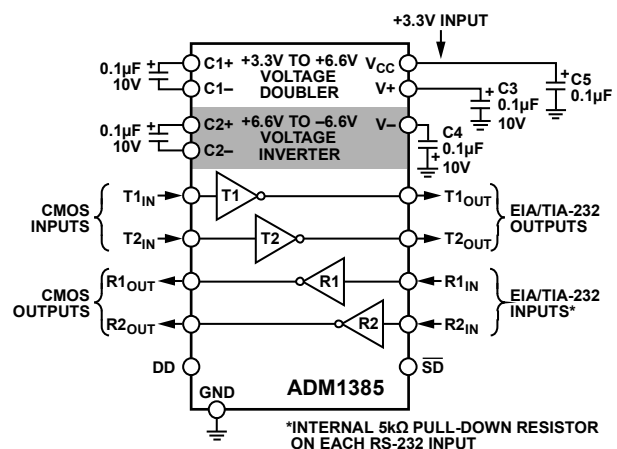 +3.3V INPUT
0.1µF
10V
+
C1+
C1–
+3.3V TO +6.6V
VOLTAGE
DOUBLER
VCC
V+
+
C3
0.1µF
10V
+
C5
0.1µF
0.1µF
10V
+
C2+
C2–
+6.6V TO –6.6V
VOLTAGE
INVERTER
V–
C4
0.1µF
10V
+
CMOS
INPUTS
T1IN
T1
T1OUT
T2IN
T2
T2OUT
EIA/TIA-232
OUTPUTS
CMOS
OUTPUTS
R1OUT
R1
R1IN
R2OUT
R2
R2IN
EIA/TIA-232
INPUTS*
DD
SD
GND
ADM1385
*INTERNAL 5kΩ PULL-DOWN RESISTOR
ON EACH RS-232 INPUT